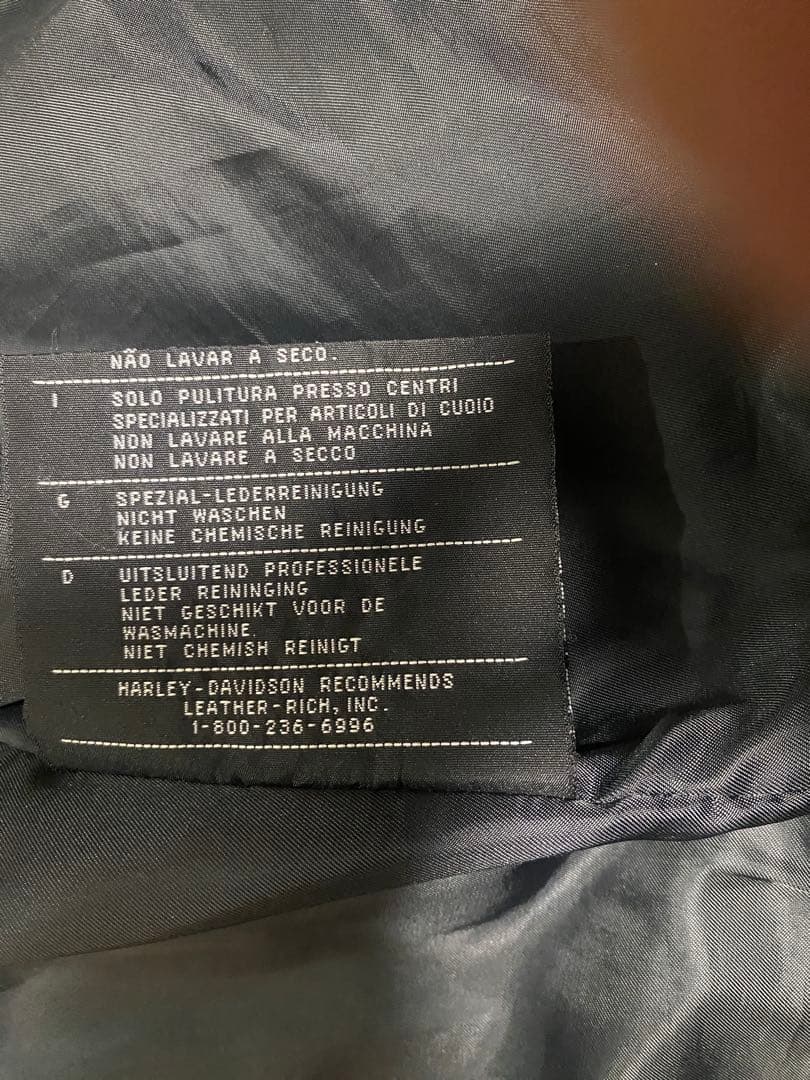 NÃO LAVAR A SECO.
I SOLO PULITURA PRESSO CENTRI
SPECIALIZZATI PER ARTICOLI DI CUOIO
NON LAVARE ALLA MACCHINA
NON LAVARE A SECCO
G SPEZIAL-LEDERREINIGUNG
NICHT WASCHEN
KEINE CHEMISCHE REINIGUNG
D UITSLUITEND PROFESSIONELE
LEDER REININGING
NIET GESCHIKT VOOR DE
WASMACHINE.
NIET CHEMISH REINIGT
HARLEY-DAVIDSON RECOMMENDS
LEATHER-RICH, INC.
1-800-236-6996